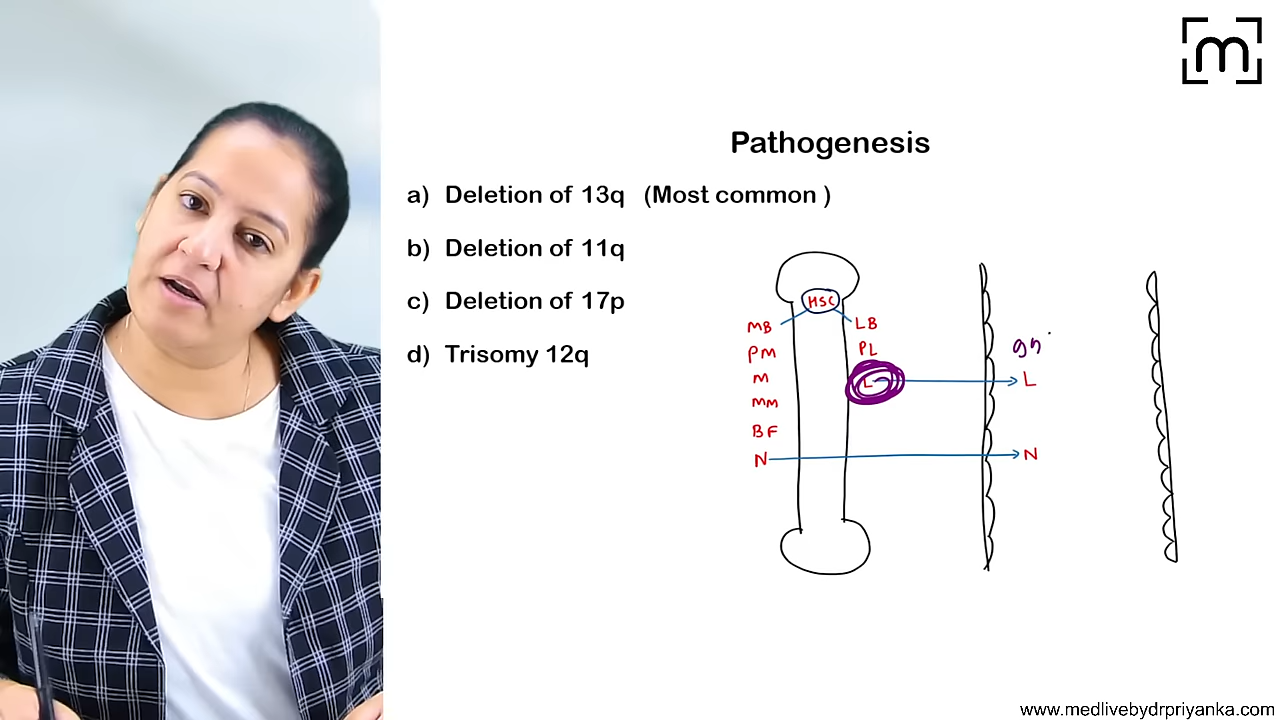 m
Pathogenesis
a) Deletion of 13q (Most common )
b) Deletion of 11q
c) Deletion of 17p
d) Trisomy 12q
HSC
MB LB
PM PL
M L L
MM
BF
N N
www.medlivebydrpriyanka.com